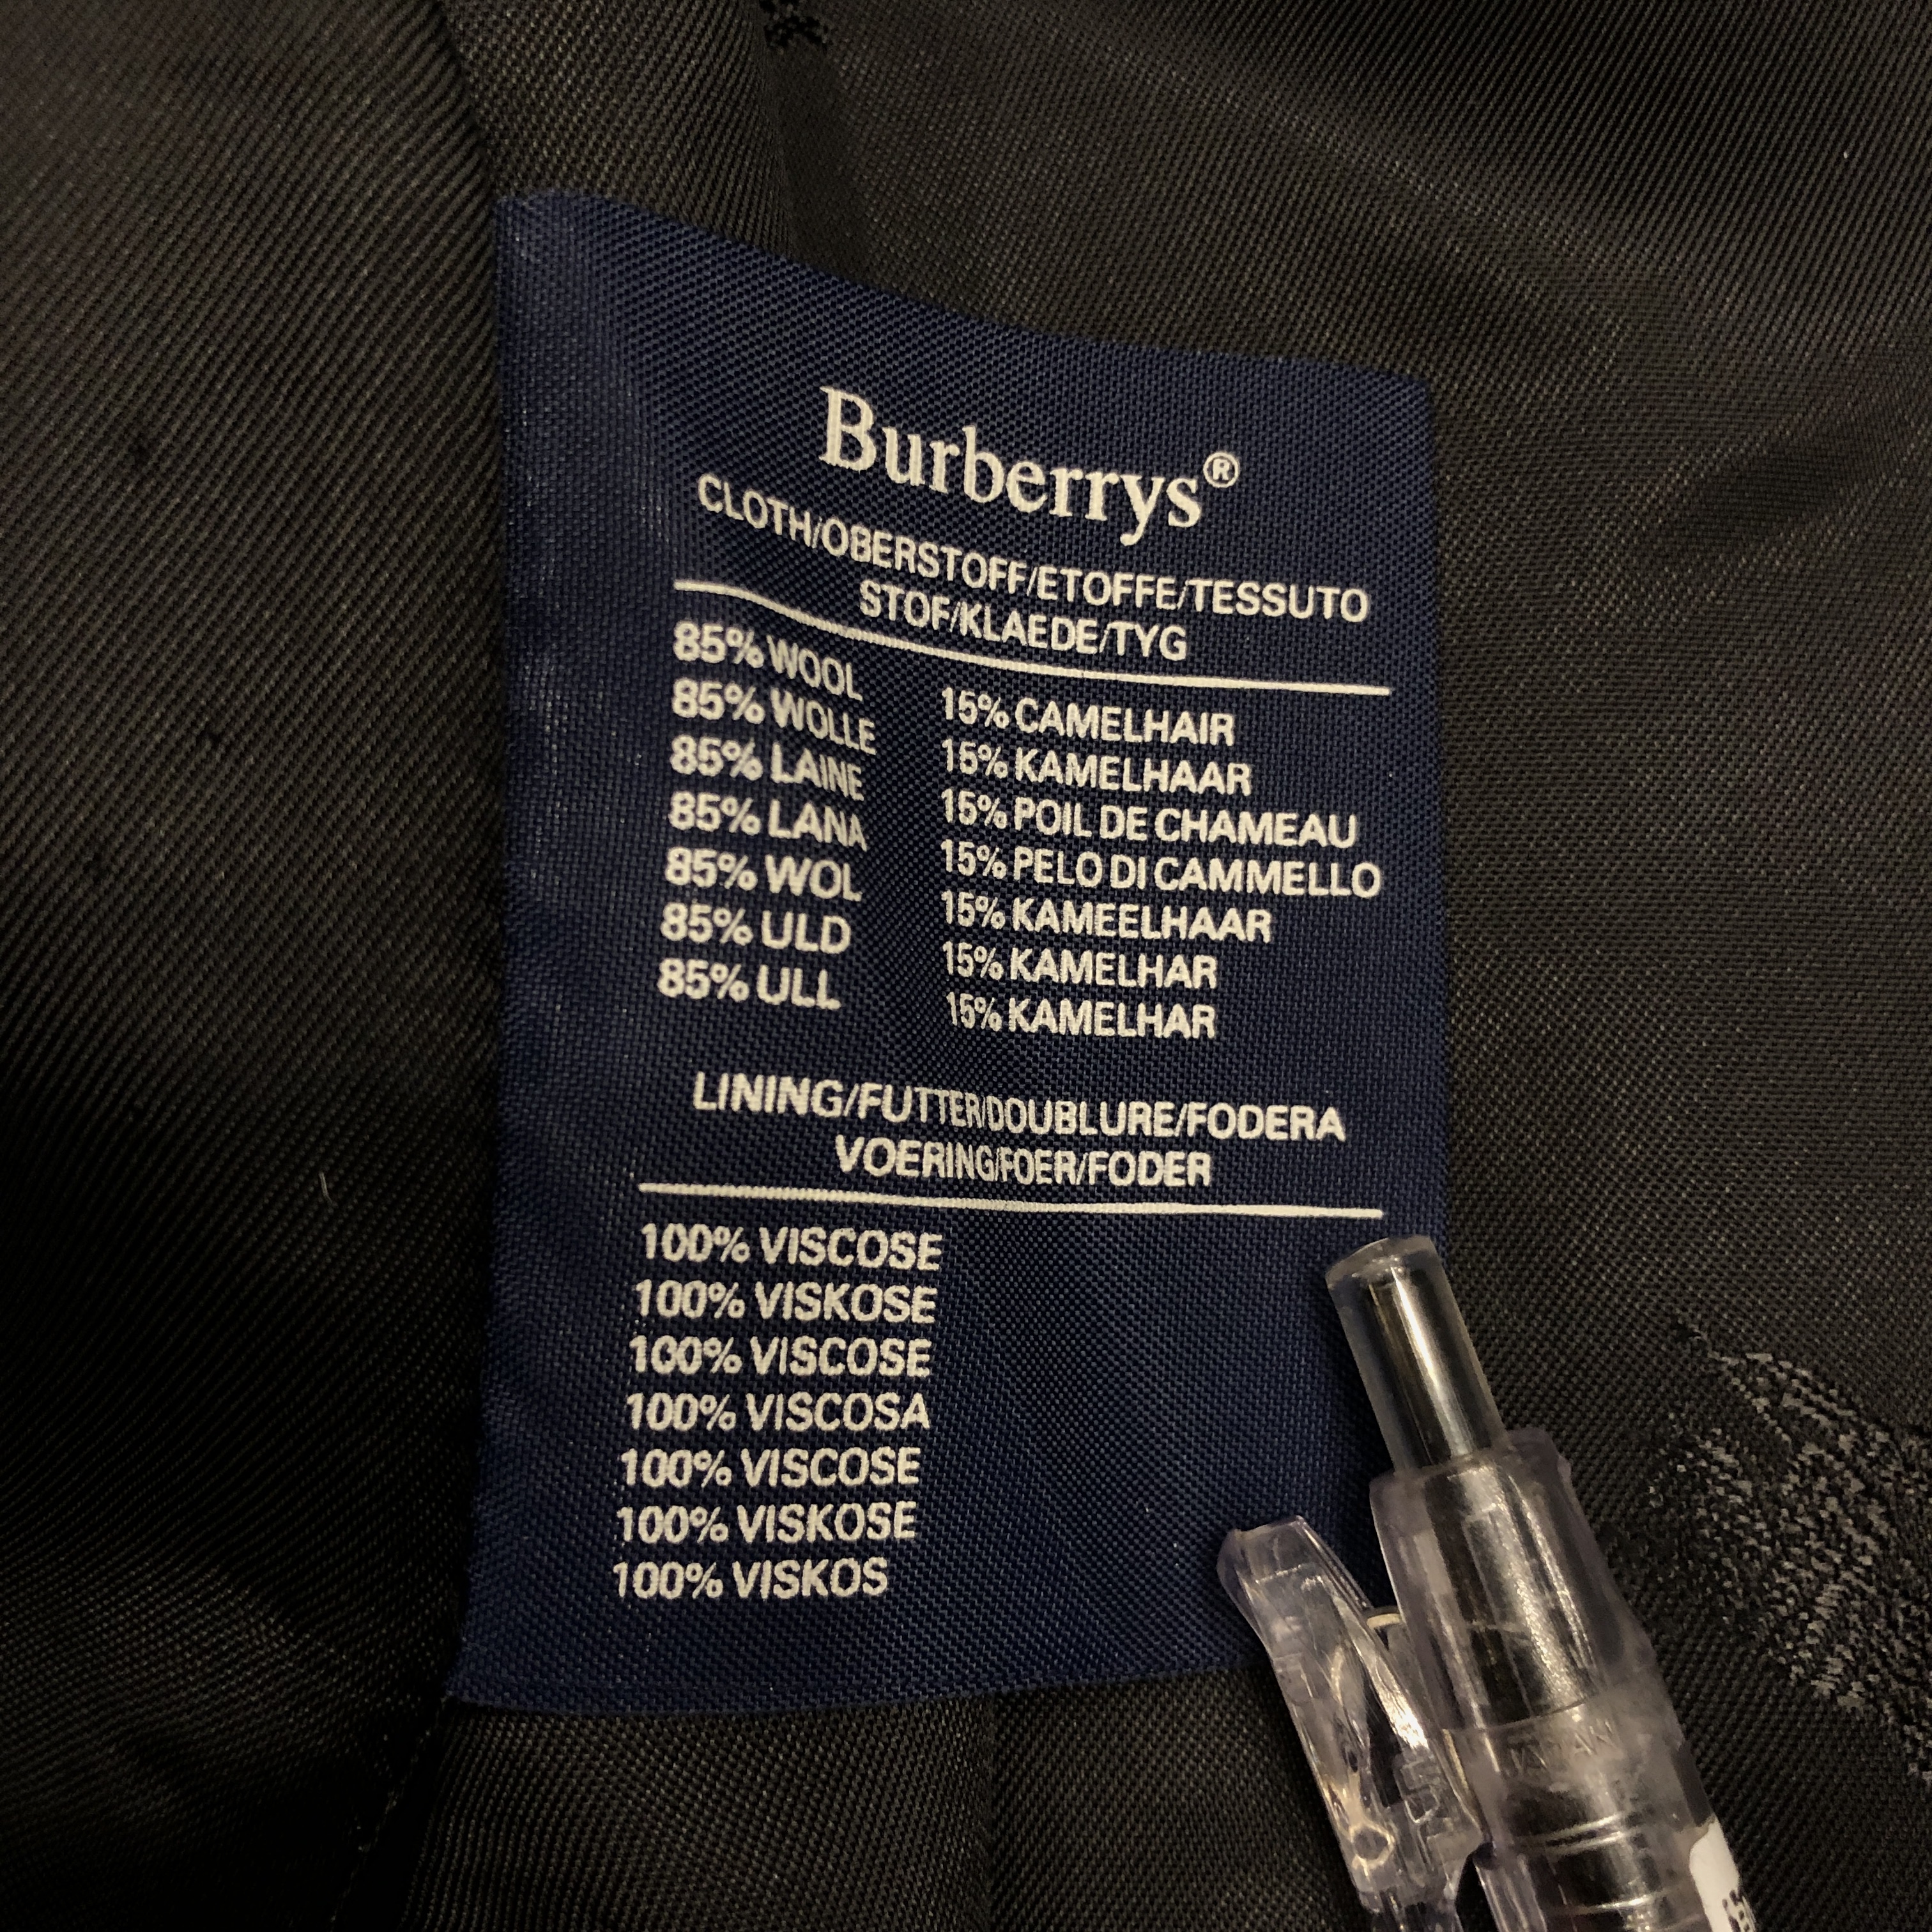 Burberrys®
CLOTH/OBERSTOFF/ETOFFE/TESSUTO
STOF/KLAEDE/TYG
85% WOOL 15% CAMELHAIR
85% WOLLE 15% KAMELHAAR
85% LAINE 15% POIL DE CHAMEAU
85% LANA 15% PELO DI CAMMELLO
85% WOL 15% KAMEELHAAR
85% ULD 15% KAMELHAR
85% ULL 15% KAMELHAR
LINING/FUTTER/DOUBLURE/FODERA
VOERING/FOER/FODER
100% VISCOSE
100% VISKOSE
100% VISCOSE
100% VISCOSA
100% VISCOSE
100% VISKOSE
100% VISKOS